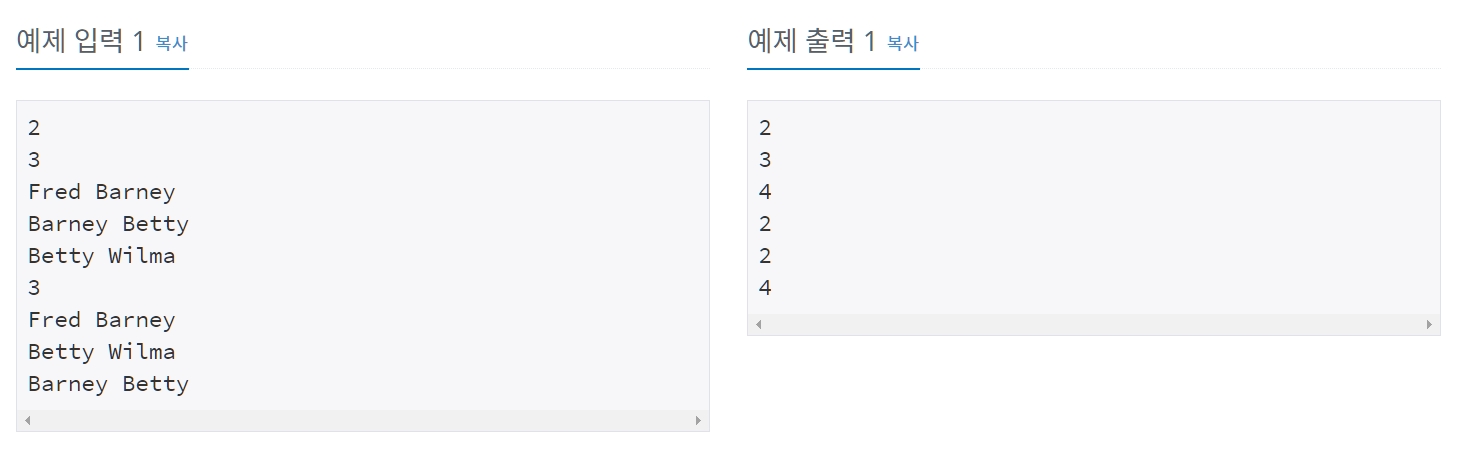 예제 입력 1 복사
2
3
Fred Barney
Barney Betty
Betty Wilma
3
Fred Barney
Betty Wilma
Barney Betty
예제 출력 1 복사
2
3
4
2
2
4